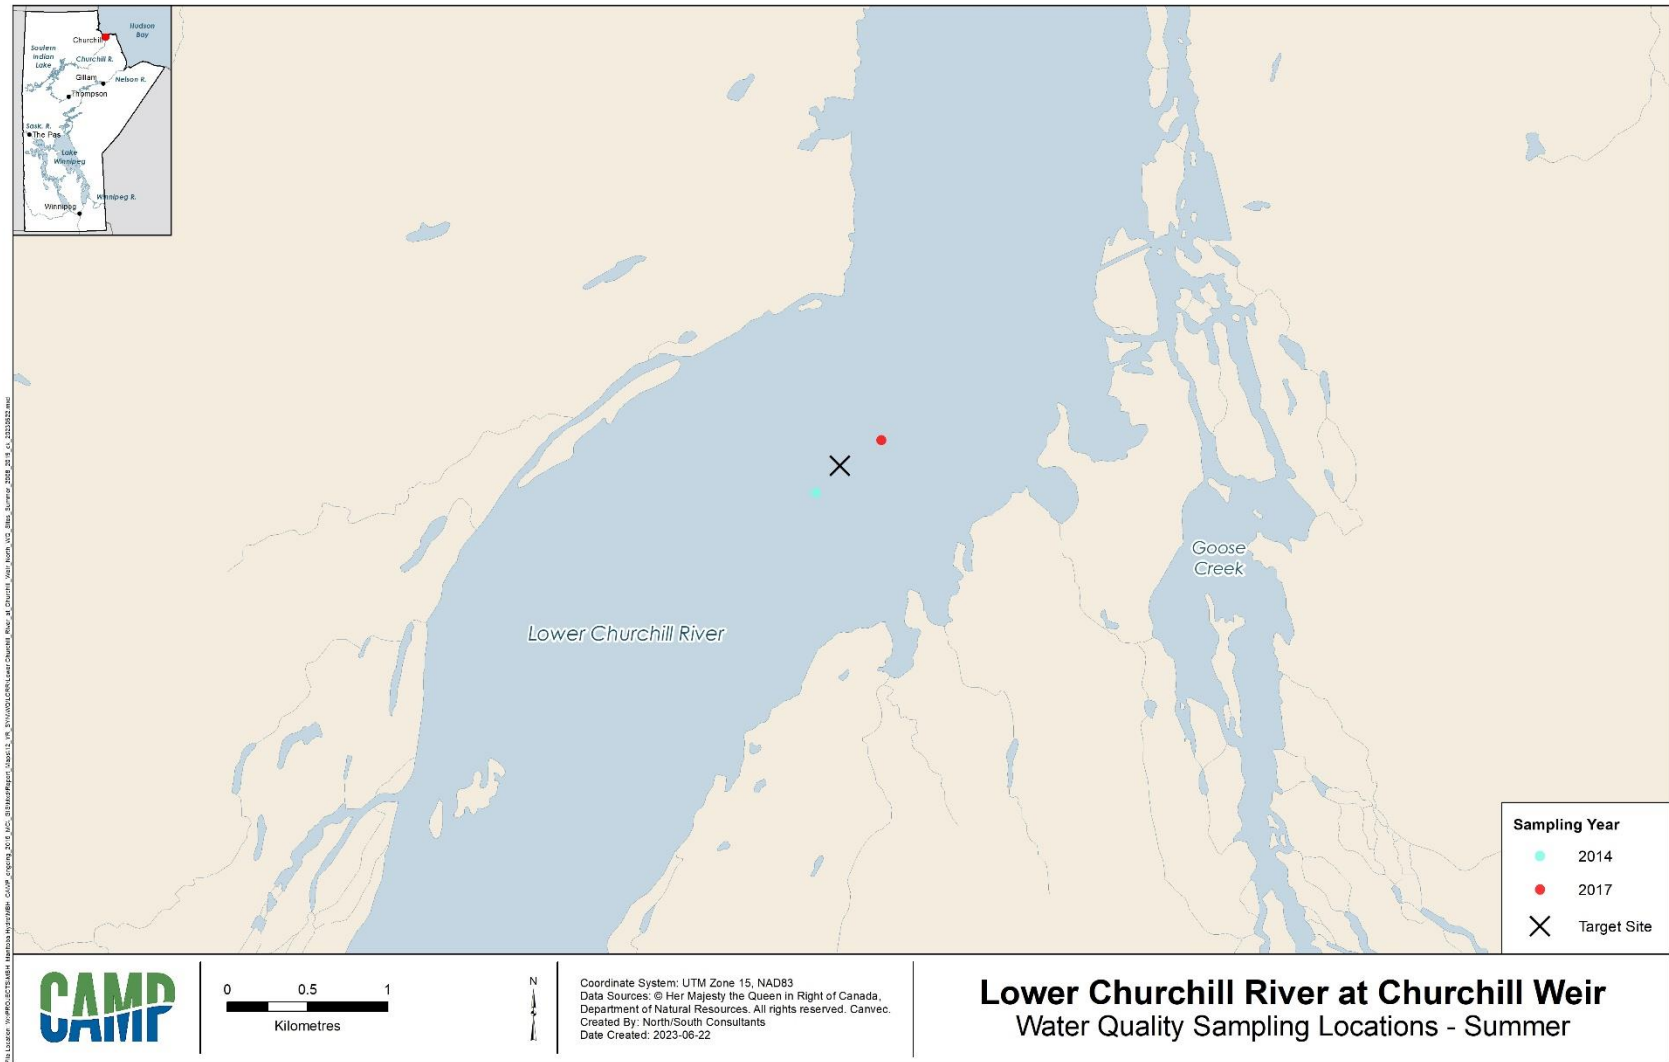 Hudson
Bay
Churchill
Southern
Indian
Lake
Churchill R.
Gillam
Nelson R.
Thompson
Sask. R.
The Pas
Lake
Winnipeg
Winnipeg R.
Winnipeg
Goose
Creek
Lower Churchill River
Sampling Year
2014
2017
Target Site
CAMP
0 0.5 1
Kilometres
N
Coordinate System: UTM Zone 15, NAD83
Data Sources: © Her Majesty the Queen in Right of Canada,
Department of Natural Resources. All rights reserved. Canvec.
Created By: North/South Consultants
Date Created: 2023-06-22
Lower Churchill River at Churchill Weir
Water Quality Sampling Locations - Summer